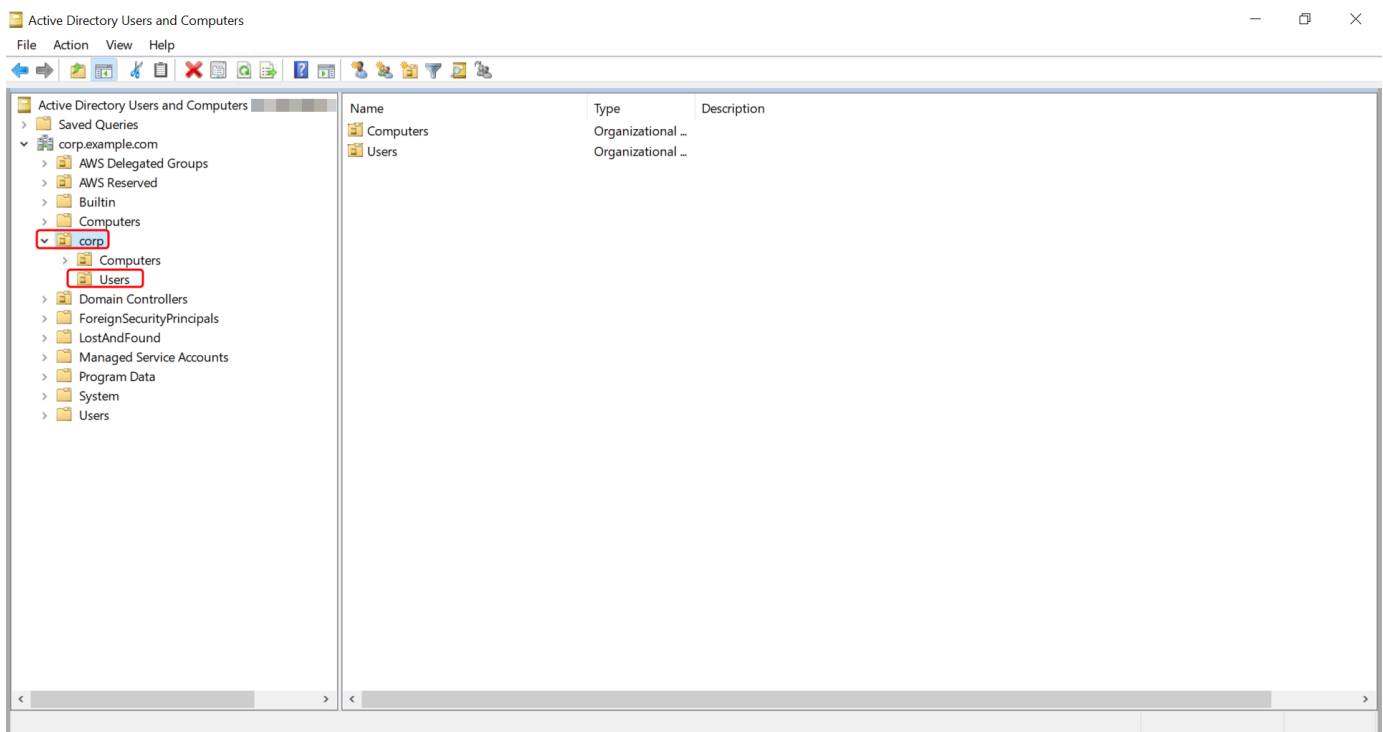 Active Directory Users and Computers
File Action View Help
Active Directory Users and Computers
Saved Queries
corp.example.com
AWS Delegated Groups
AWS Reserved
Builtin
Computers
corp
Computers
Users
Domain Controllers
ForeignSecurityPrincipals
LostAndFound
Managed Service Accounts
Program Data
System
Users
Name Type Description
Computers Organizational ...
Users Organizational ...